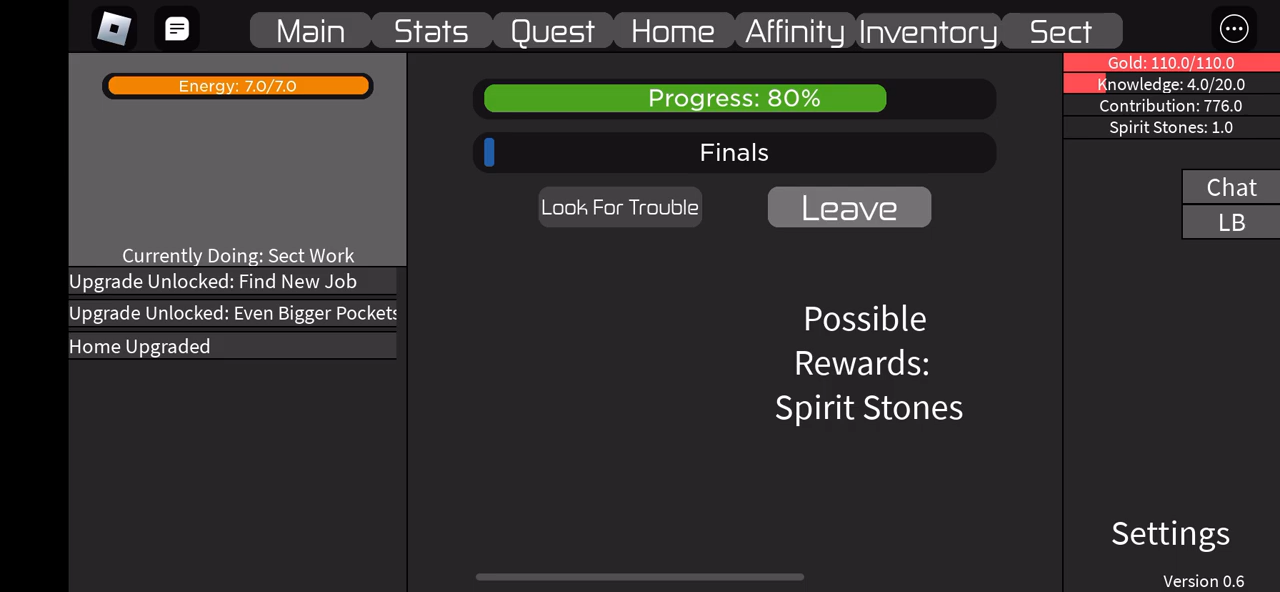 Main
Stats
Quest
Home
Affinity
Inventory
Sect
Energy: 7.0/7.0
Currently Doing: Sect Work
Upgrade Unlocked: Find New Job
Upgrade Unlocked: Even Bigger Pockets
Home Upgraded
Progress: 80%
Finals
Look For Trouble
Leave
Possible
Rewards:
Spirit Stones
Gold: 110.0/110.0
Knowledge: 4.0/20.0
Contribution: 776.0
Spirit Stones: 1.0
Chat
LB
Settings
Version 0.6